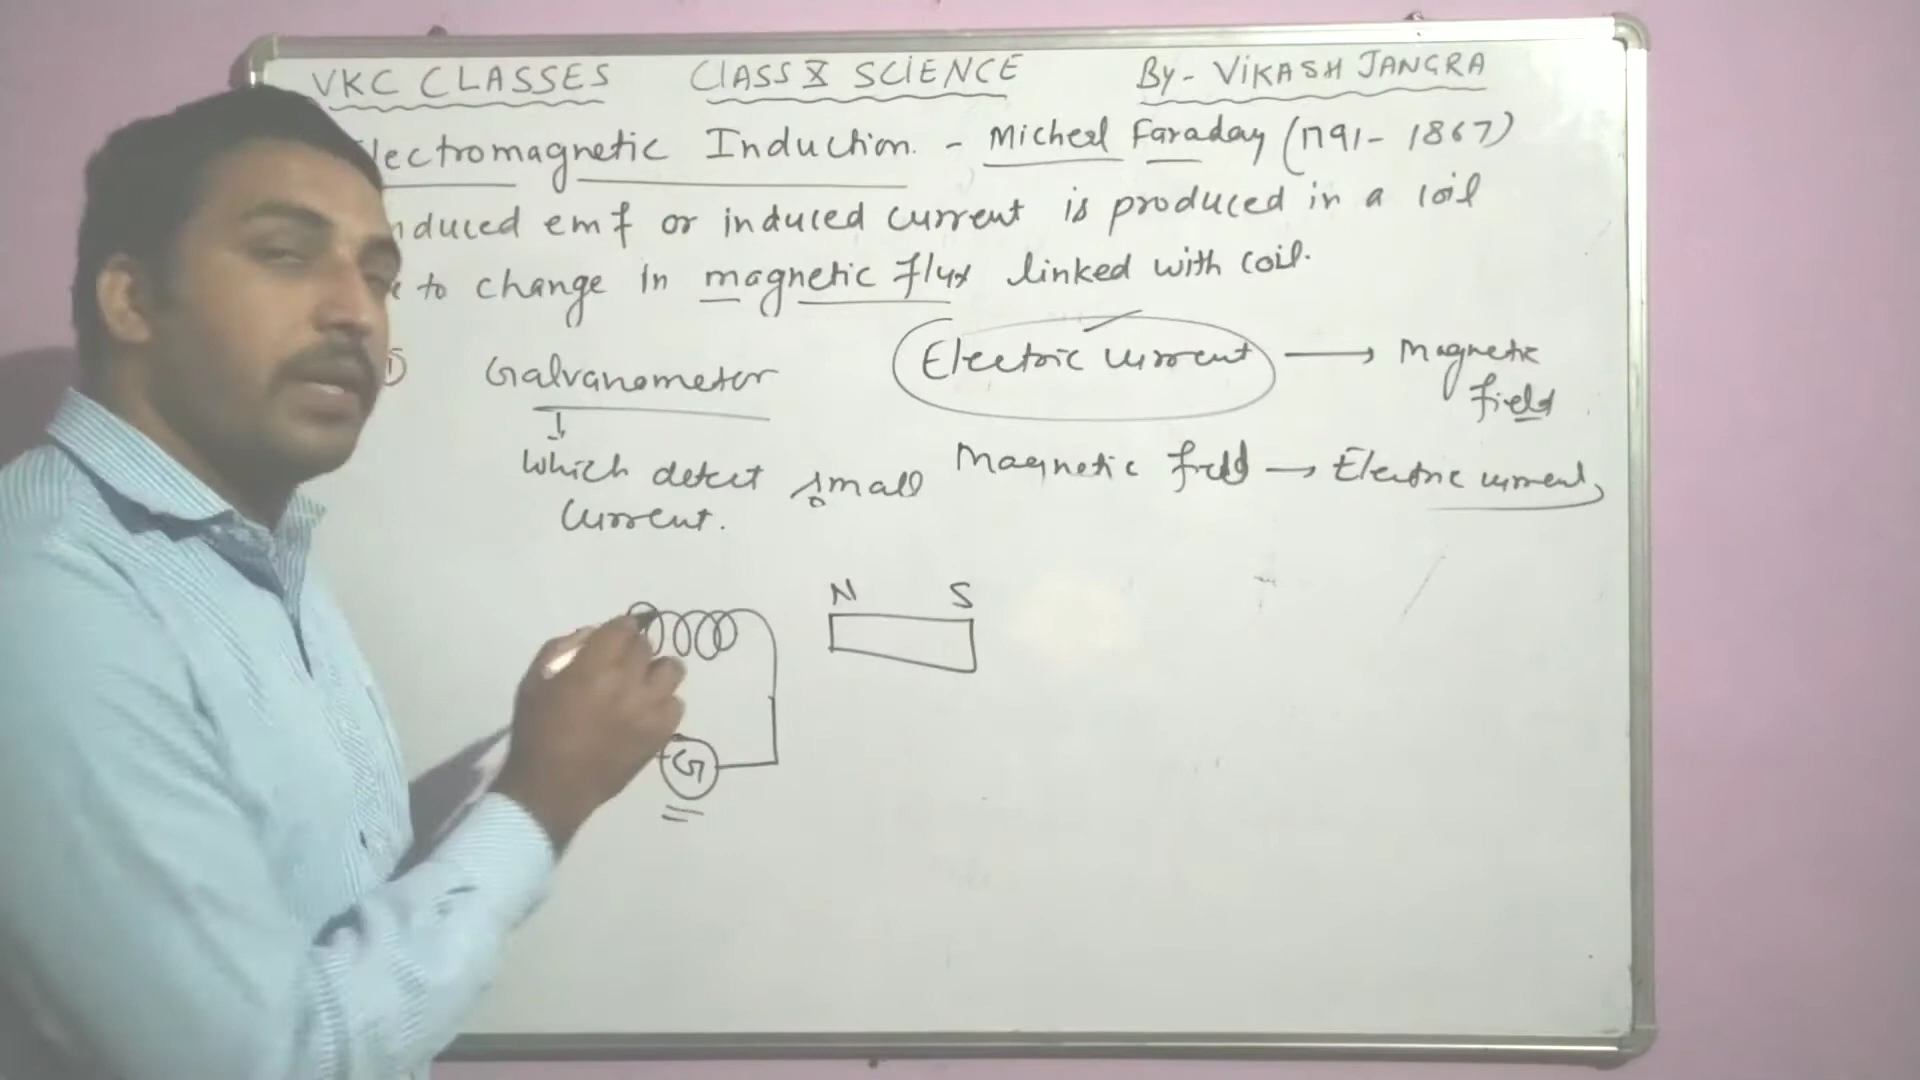 VKC CLASSES CLASS X SCIENCE By- VIKASH JANGRA
lectromagnetic Induction. - Micheal Faraday (1791- 1867)
nduced emf or induced current is produced in a coil
e to change in magnetic flux linked with coil.
Galvanometer Electric current → Magnetic
field
↓
which detect small Magnetic field → Electric current,
current.
N S
G